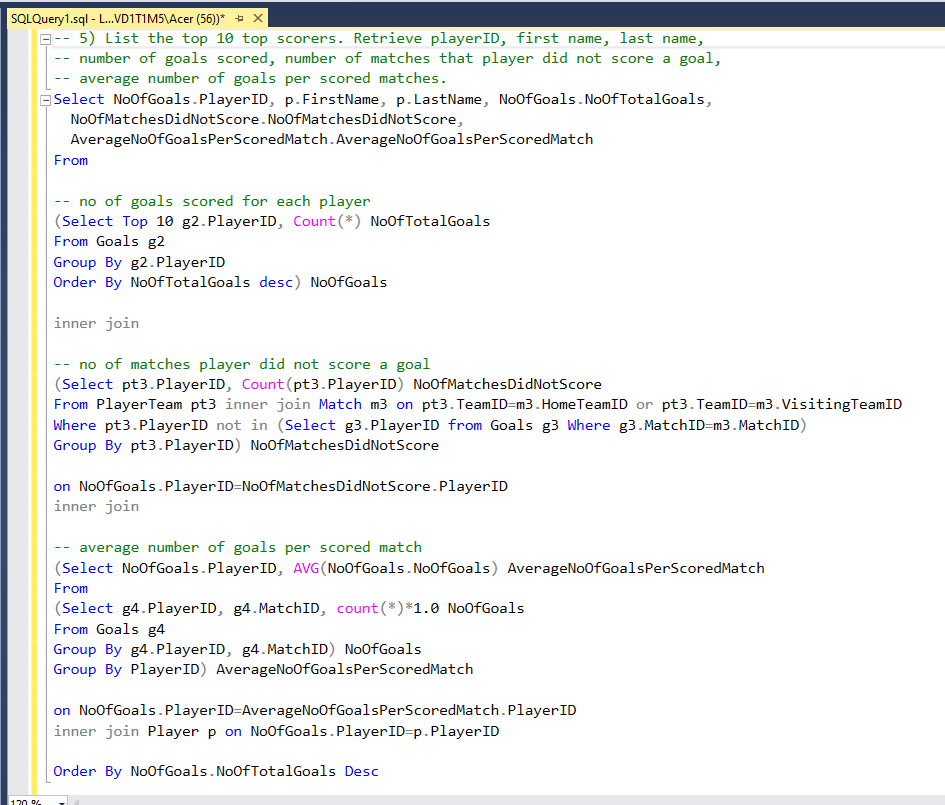 SQLQuery1.sql - L...VD1T1M5\Acer (56))*
-- 5) List the top 10 top scorers. Retrieve playerID, first name, last name,
-- number of goals scored, number of matches that player did not score a goal,
-- average number of goals per scored matches.
Select NoOfGoals.PlayerID, p.FirstName, p.LastName, NoOfGoals.NoOfTotalGoals,
NoOfMatchesDidNotScore.NoOfMatchesDidNotScore,
AverageNoOfGoalsPerScoredMatch.AverageNoOfGoalsPerScoredMatch
From
-- no of goals scored for each player
(Select Top 10 g2.PlayerID, Count(*) NoOfTotalGoals
From Goals g2
Group By g2.PlayerID
Order By NoOfTotalGoals desc) NoOfGoals
inner join
-- no of matches player did not score a goal
(Select pt3.PlayerID, Count(pt3.PlayerID) NoOfMatchesDidNotScore
From PlayerTeam pt3 inner join Match m3 on pt3.TeamID=m3.HomeTeamID or pt3.TeamID=m3.VisitingTeamID
Where pt3.PlayerID not in (Select g3.PlayerID from Goals g3 Where g3.MatchID=m3.MatchID)
Group By pt3.PlayerID) NoOfMatchesDidNotScore
on NoOfGoals.PlayerID=NoOfMatchesDidNotScore.PlayerID
inner join
-- average number of goals per scored match
(Select NoOfGoals.PlayerID, AVG(NoOfGoals.NoOfGoals) AverageNoOfGoalsPerScoredMatch
From
(Select g4.PlayerID, g4.MatchID, count(*)*1.0 NoOfGoals
From Goals g4
Group By g4.PlayerID, g4.MatchID) NoOfGoals
Group By PlayerID) AverageNoOfGoalsPerScoredMatch
on NoOfGoals.PlayerID=AverageNoOfGoalsPerScoredMatch.PlayerID
inner join Player p on NoOfGoals.PlayerID=p.PlayerID
Order By NoOfGoals.NoOfTotalGoals Desc
120 %